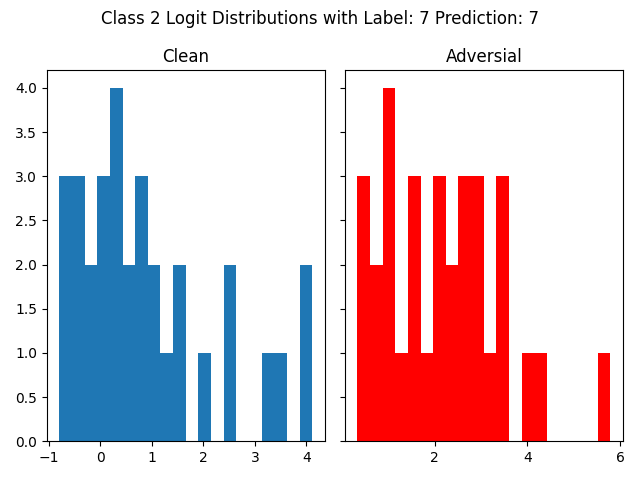 Class 2 Logit Distributions with Label: 7 Prediction: 7
Clean
Adversial
4.0
3.5
3.0
2.5
2.0
1.5
1.0
0.5
0.0
−1 0 1 2 3 4
2 4 6